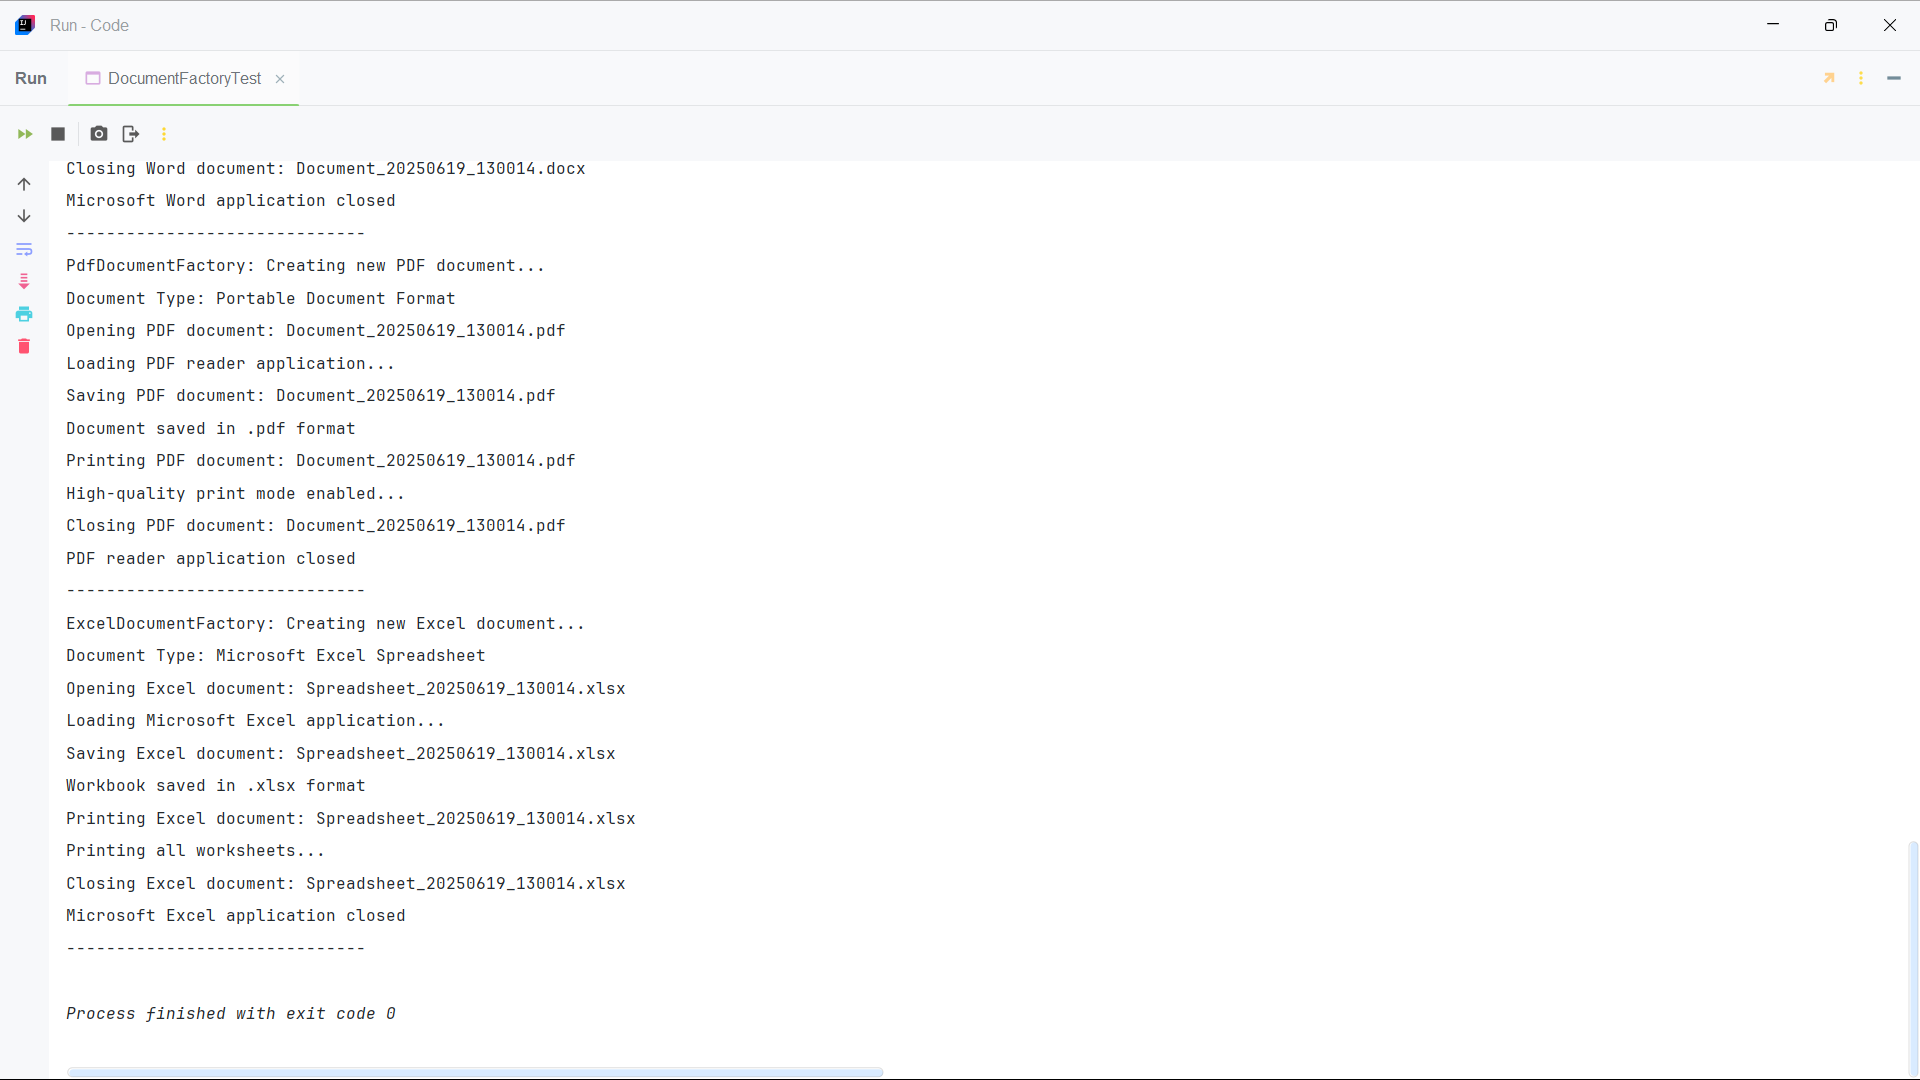 Run - Code
Run
DocumentFactoryTest
Closing Word document: Document_20250619_130014.docx
Microsoft Word application closed
------------------------------
PdfDocumentFactory: Creating new PDF document...
Document Type: Portable Document Format
Opening PDF document: Document_20250619_130014.pdf
Loading PDF reader application...
Saving PDF document: Document_20250619_130014.pdf
Document saved in .pdf format
Printing PDF document: Document_20250619_130014.pdf
High-quality print mode enabled...
Closing PDF document: Document_20250619_130014.pdf
PDF reader application closed
------------------------------
ExcelDocumentFactory: Creating new Excel document...
Document Type: Microsoft Excel Spreadsheet
Opening Excel document: Spreadsheet_20250619_130014.xlsx
Loading Microsoft Excel application...
Saving Excel document: Spreadsheet_20250619_130014.xlsx
Workbook saved in .xlsx format
Printing Excel document: Spreadsheet_20250619_130014.xlsx
Printing all worksheets...
Closing Excel document: Spreadsheet_20250619_130014.xlsx
Microsoft Excel application closed
------------------------------
Process finished with exit code 0